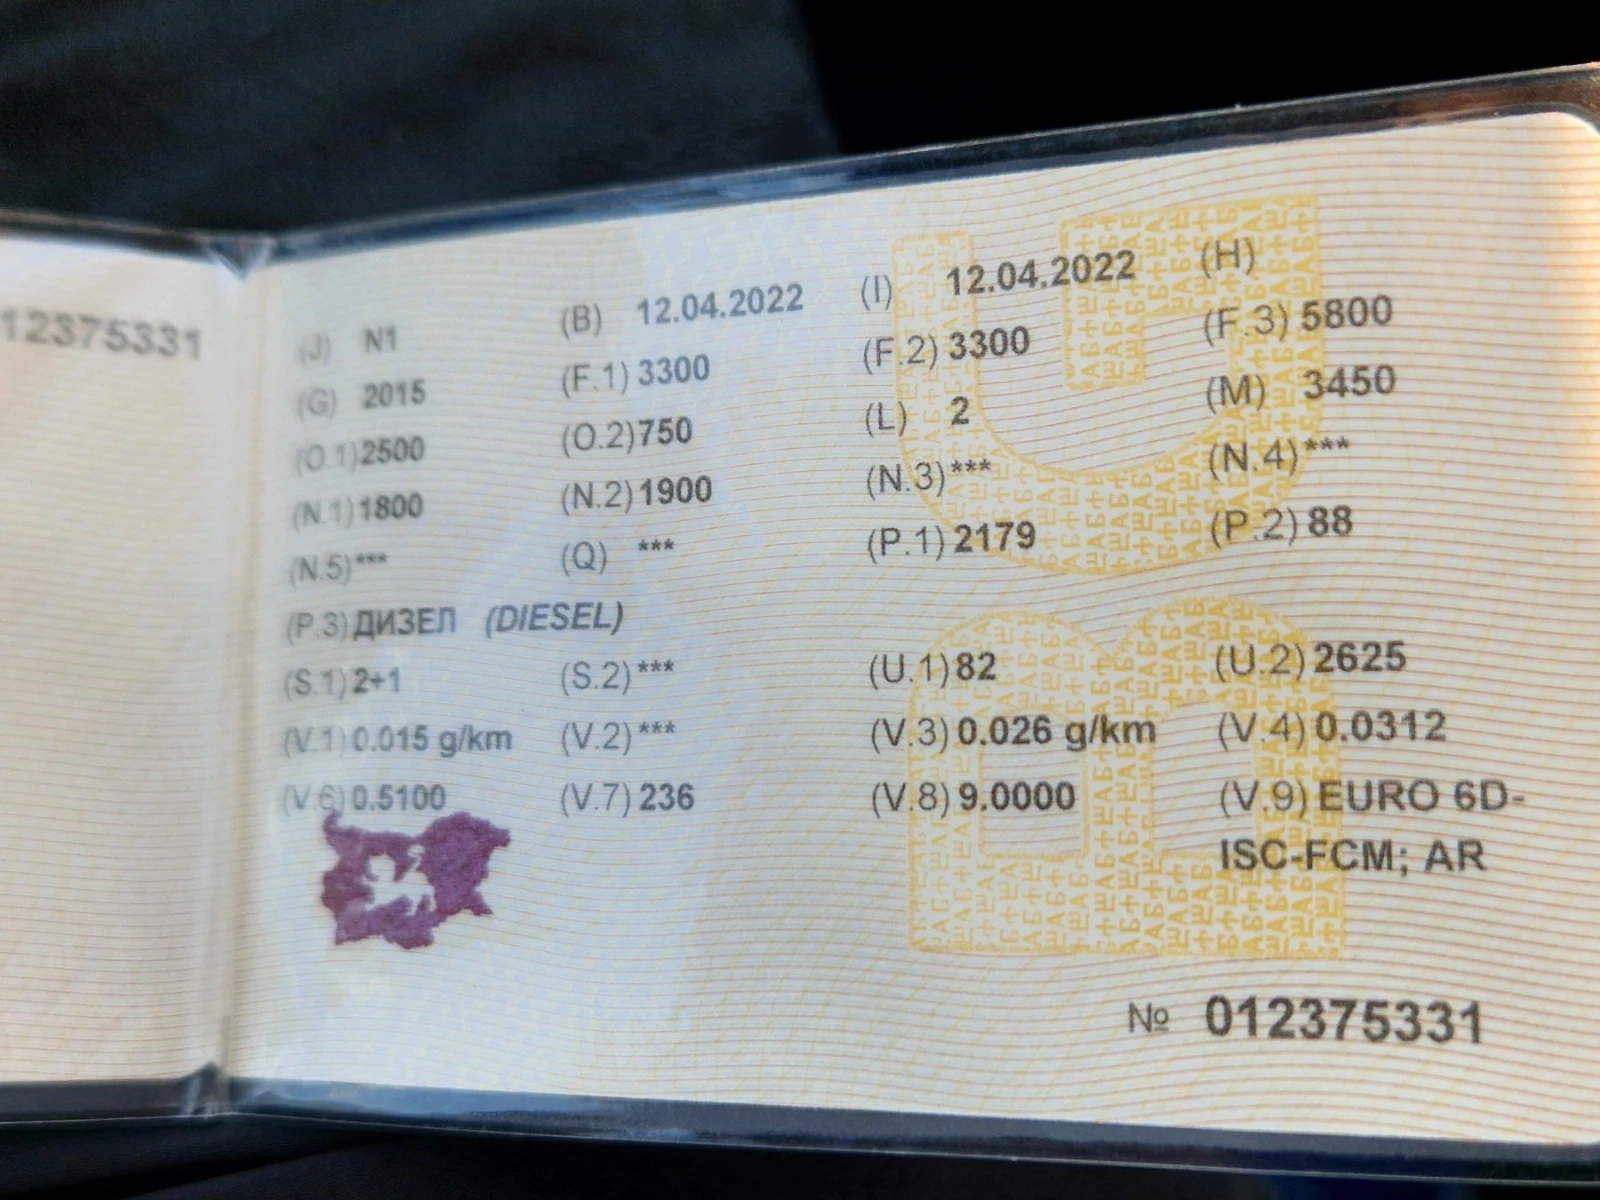 12375331
(J) N1 (B) 12.04.2022 (I) 12.04.2022 (H)
(G) 2015 (F.1) 3300 (F.2) 3300 (F.3) 5800
(O.1) 2500 (O.2) 750 (L) 2 (M) 3450
(N.1) 1800 (N.2) 1900 (N.3) *** (N.4) ***
(N.5) *** (Q) *** (P.1) 2179 (P.2) 88
(P.3) ДИЗЕЛ (DIESEL)
(S.1) 2+1 (S.2) *** (U.1) 82 (U.2) 2625
(V.1) 0.015 g/km (V.2) *** (V.3) 0.026 g/km (V.4) 0.0312
(V.6) 0.5100 (V.7) 236 (V.8) 9.0000 (V.9) EURO 6D-
ISC-FCM; AR
№ 012375331